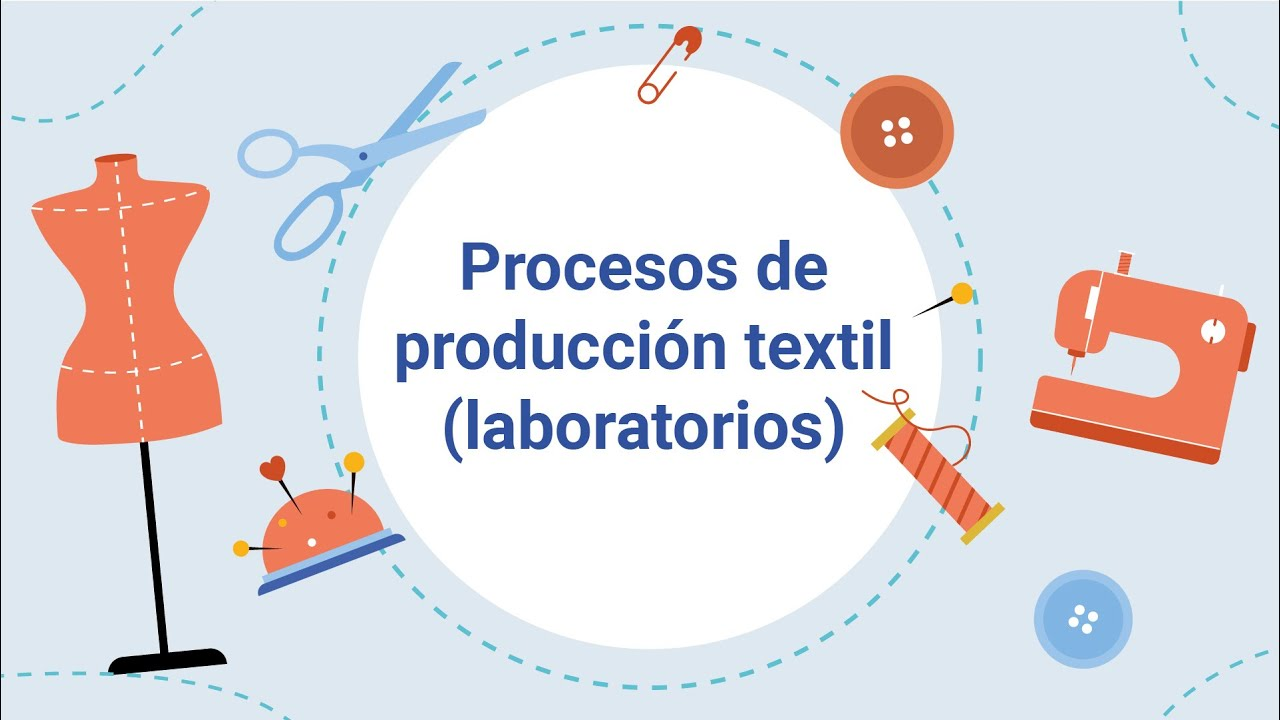 Procesos de
producción textil
(laboratorios)